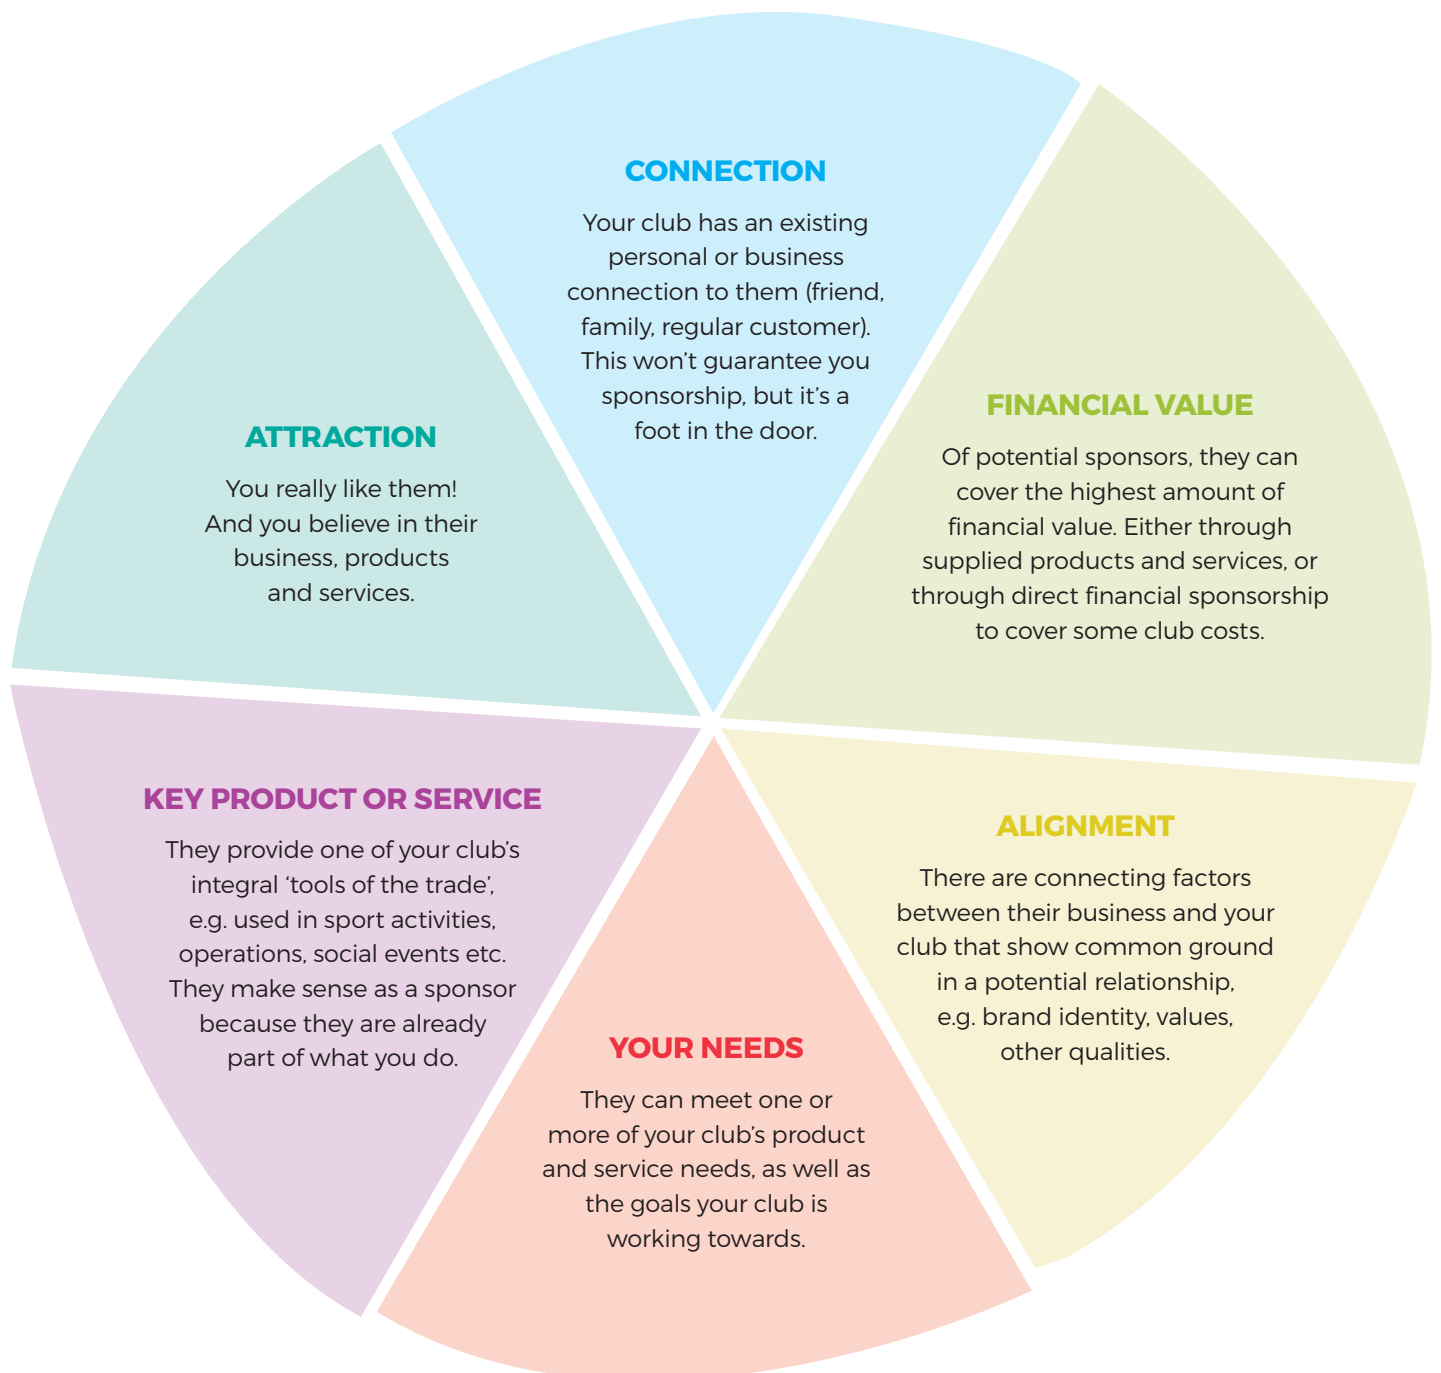 CONNECTION
Your club has an existing
personal or business
connection to them (friend,
family, regular customer).
This won’t guarantee you
sponsorship, but it’s a
foot in the door.
FINANCIAL VALUE
Of potential sponsors, they can
cover the highest amount of
financial value. Either through
supplied products and services, or
through direct financial sponsorship
to cover some club costs.
ALIGNMENT
There are connecting factors
between their business and your
club that show common ground
in a potential relationship,
e.g. brand identity, values,
other qualities.
YOUR NEEDS
They can meet one or
more of your club’s product
and service needs, as well as
the goals your club is
working towards.
KEY PRODUCT OR SERVICE
They provide one of your club’s
integral ‘tools of the trade’,
e.g. used in sport activities,
operations, social events etc.
They make sense as a sponsor
because they are already
part of what you do.
ATTRACTION
You really like them!
And you believe in their
business, products
and services.